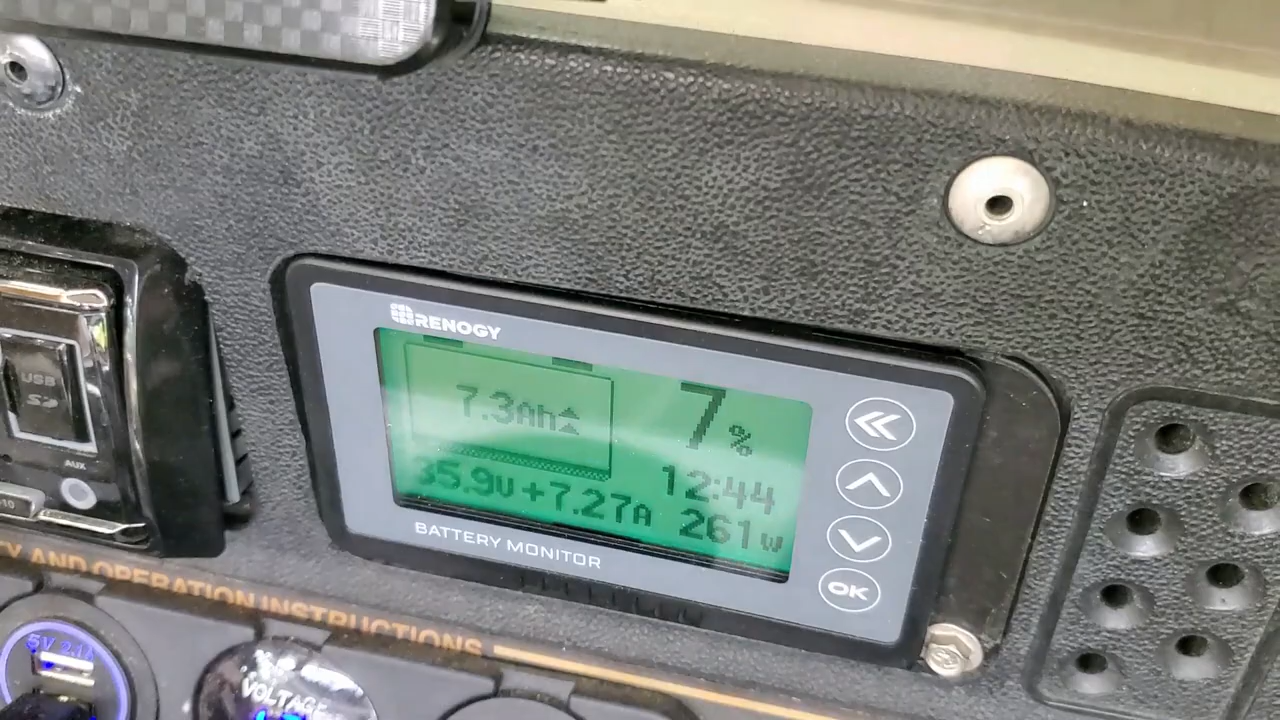 RENOGY
7.3Ah
7%
35.9V +7.27A
12:44
261W
BATTERY MONITOR
OK
USB
SD
AUX
AND OPERATION INSTRUCTIONS
5V 2.1A
VOLTAGE